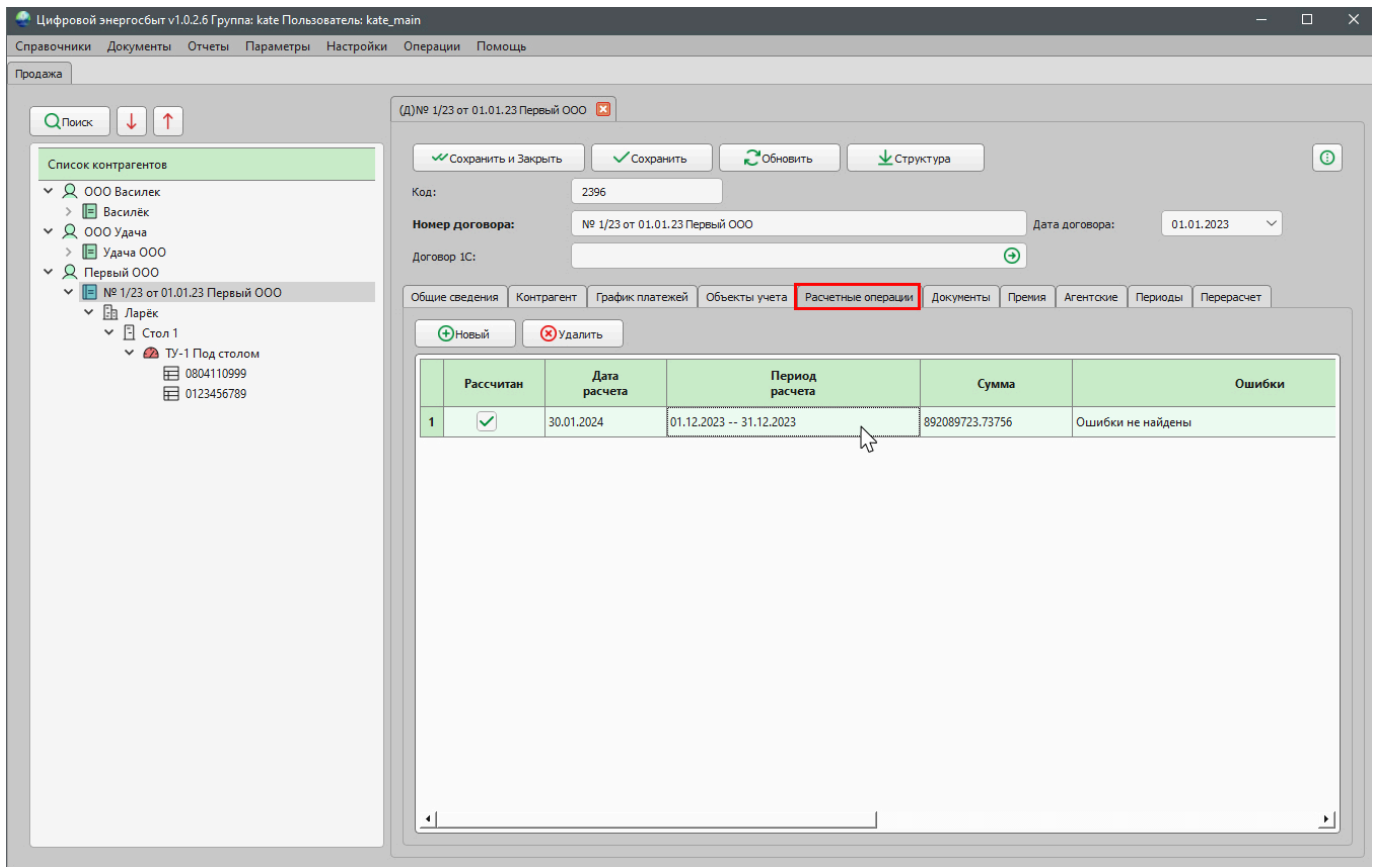 Цифровой энергосбыт v1.0.2.6 Группа: kate Пользователь: kate_main
Справочники Документы Отчеты Параметры Настройки Операции Помощь
Продажа
Поиск
Список контрагентов
ООО Василек
Василёк
ООО Удача
Удача ООО
Первый ООО
№ 1/23 от 01.01.23 Первый ООО
Ларёк
Стол 1
ТУ-1 Под столом
0804110999
0123456789
(Д)№ 1/23 от 01.01.23 Первый ООО
Сохранить и Закрыть Сохранить Обновить Структура
Код: 2396
Номер договора: № 1/23 от 01.01.23 Первый ООО Дата договора: 01.01.2023
Договор 1С:
Общие сведения Контрагент График платежей Объекты учета Расчетные операции Документы Премия Агентские Периоды Перерасчет
Новый Удалить
Рассчитан Дата расчета Период расчета Сумма Ошибки
1 30.01.2024 01.12.2023 -- 31.12.2023 892089723.73756 Ошибки не найдены